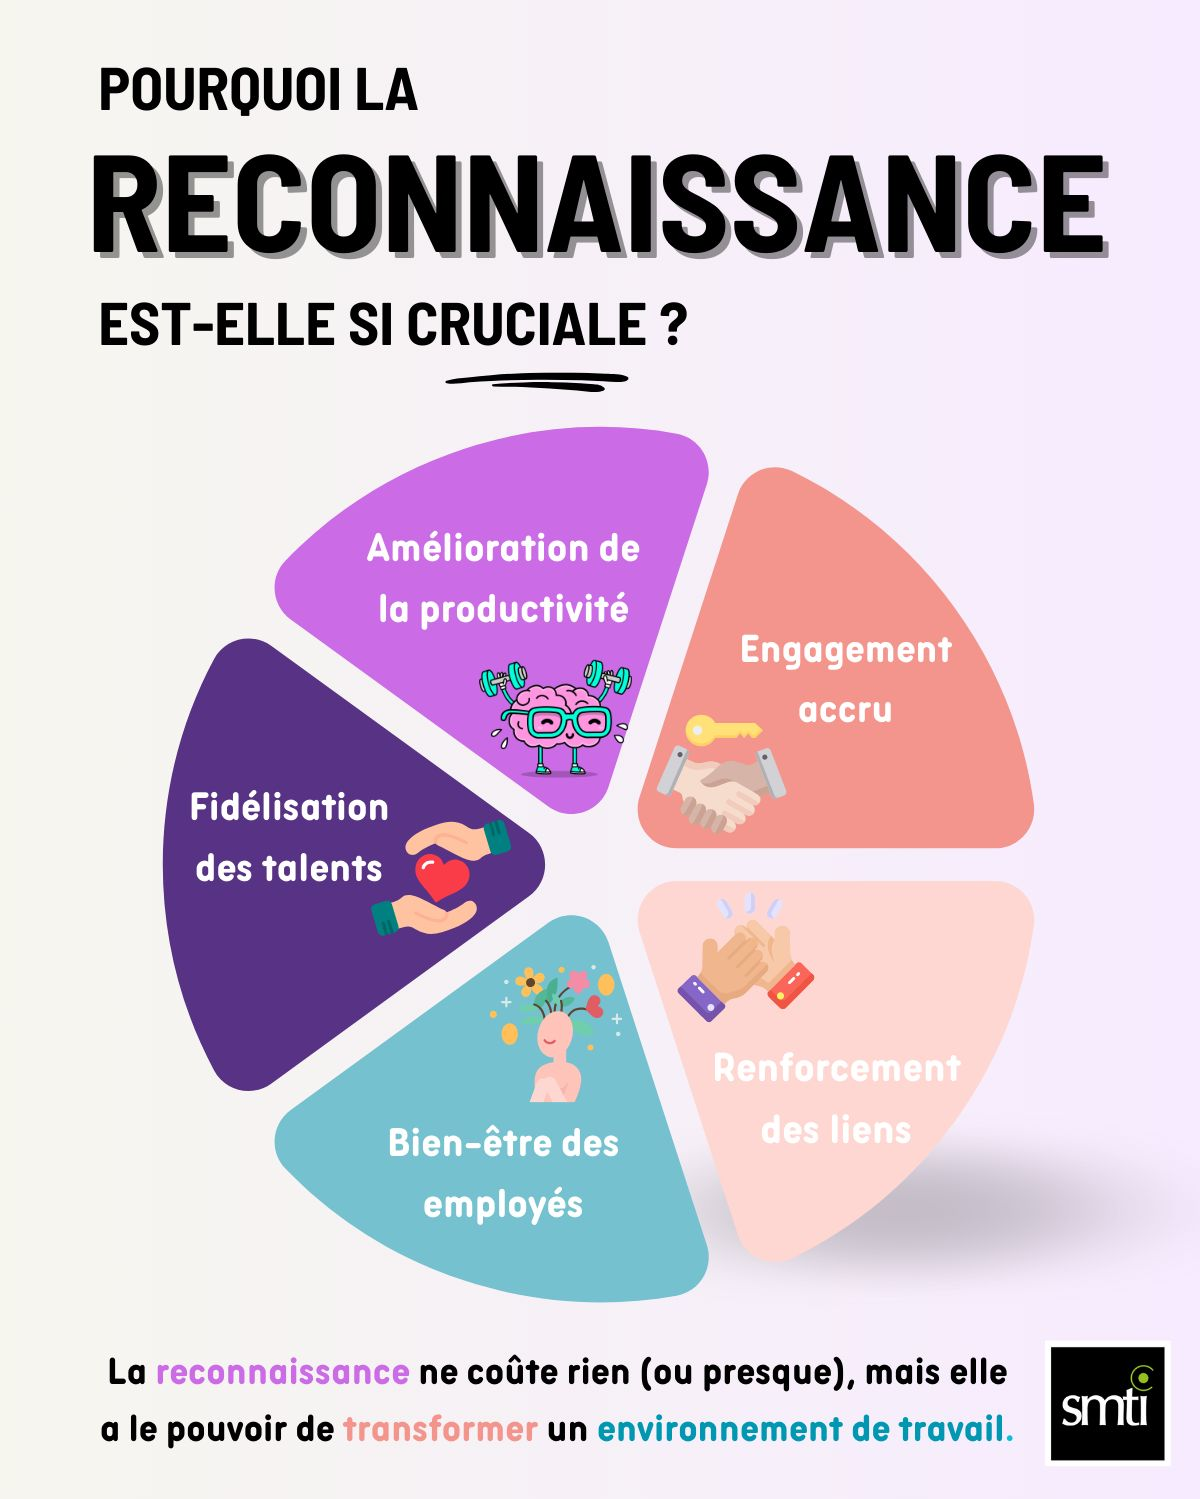 POURQUOI LA
RECONNAISSANCE
EST-ELLE SI CRUCIALE ?
Amélioration de
la productivité
Engagement
accru
Fidélisation
des talents
Renforcement
des liens
Bien-être des
employés
La reconnaissance ne coûte rien (ou presque), mais elle
a le pouvoir de transformer un environnement de travail.
smti